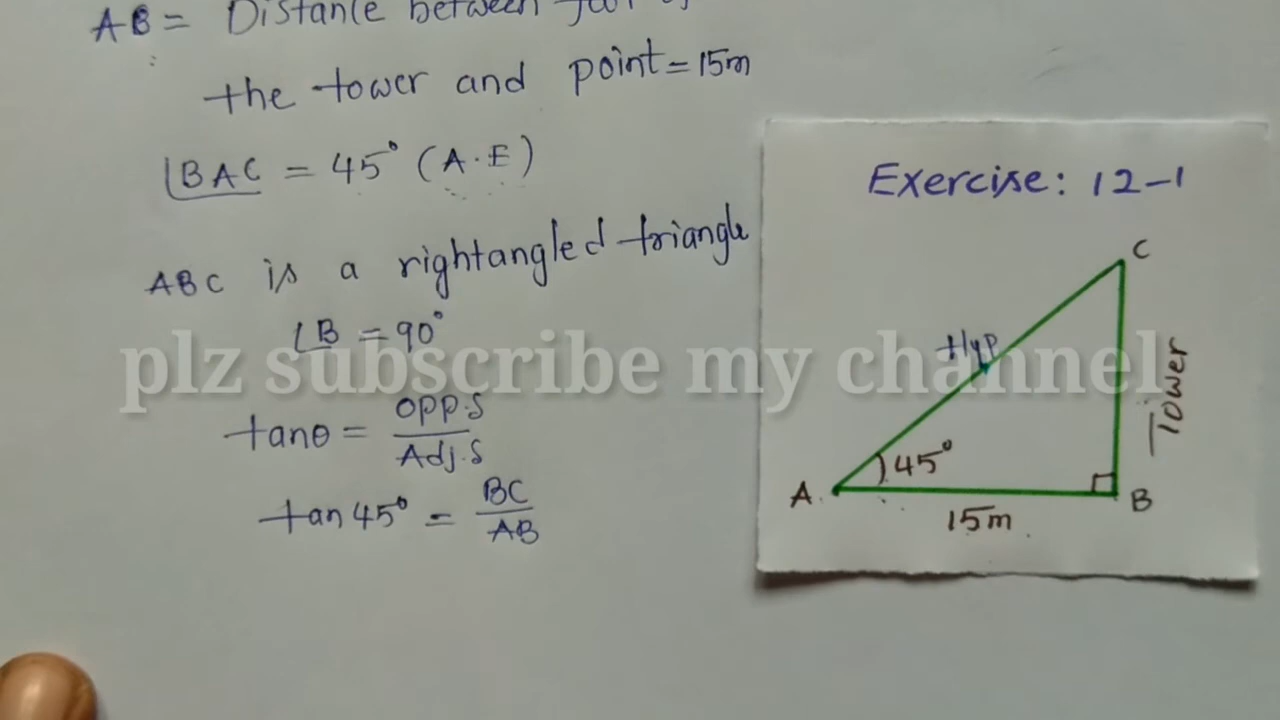 AB = Distance between foot
the tower and point = 15m
∠BAC = 45° (A.E)
ABC is a rightangled triangle
∠B = 90°
tanθ = Opp.S / Adj.S
tan 45° = BC / AB
plz subscribe my channel
Exercise: 12-1
C
Hyp
Tower
A
45°
B
15m